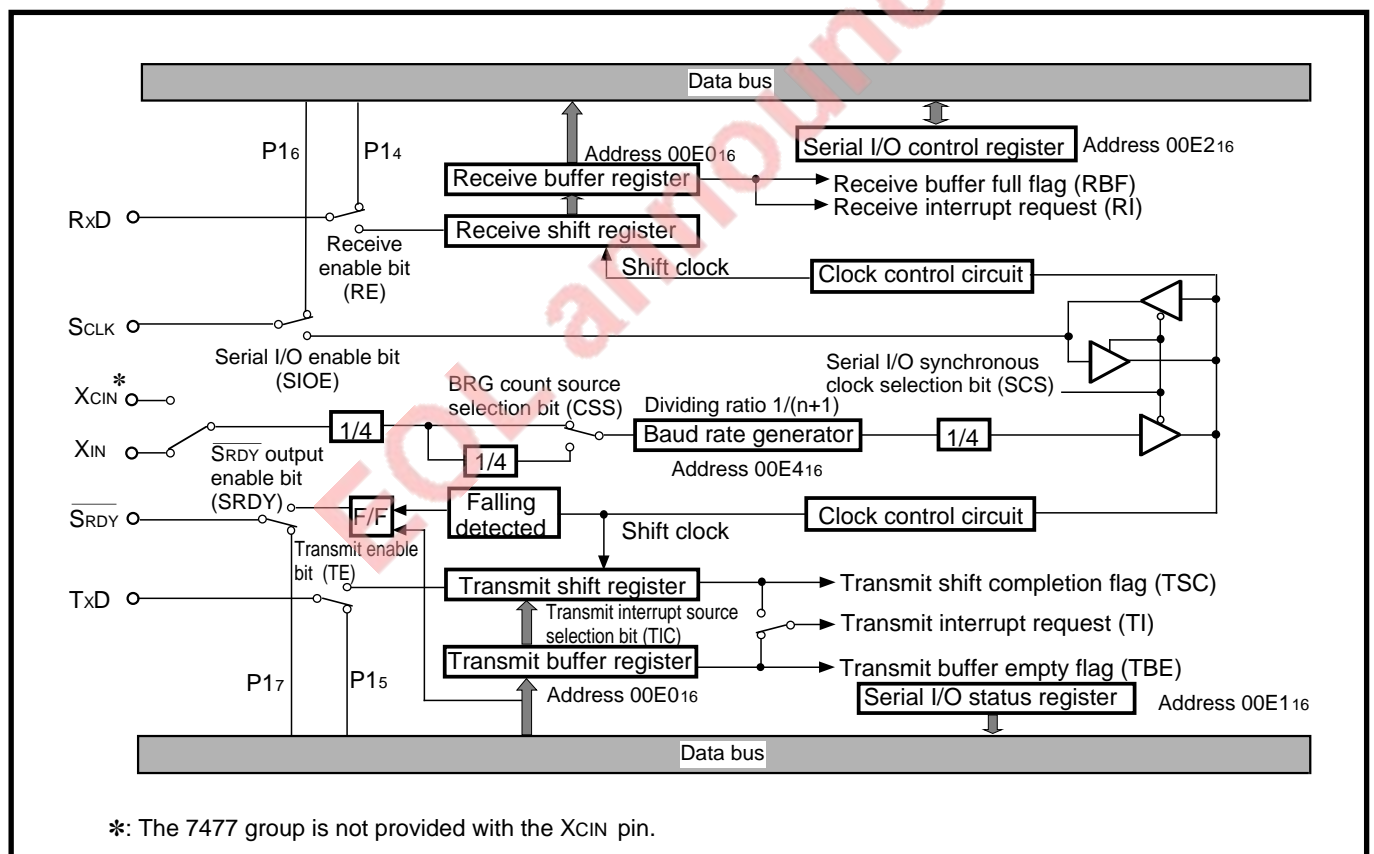 Data bus
P16
P14
Address 00E016
Serial I/O control register
Address 00E216
Receive buffer register
Receive buffer full flag (RBF)
Receive interrupt request (RI)
RxD
Receive shift register
Receive
enable bit
(RE)
Shift clock
Clock control circuit
SCLK
Serial I/O enable bit
(SIOE)
Serial I/O synchronous
clock selection bit (SCS)
XCIN*
BRG count source
selection bit (CSS)
Dividing ratio 1/(n+1)
1/4
Baud rate generator
1/4
XIN
1/4
Address 00E416
SRDY output
enable bit
(SRDY)
SRDY
F/F
Falling
detected
Shift clock
Clock control circuit
Transmit enable
bit (TE)
Transmit shift register
Transmit shift completion flag (TSC)
TxD
Transmit interrupt source
selection bit (TIC)
Transmit interrupt request (TI)
Transmit buffer register
Transmit buffer empty flag (TBE)
P17
P15
Address 00E016
Serial I/O status register
Address 00E116
Data bus
*: The 7477 group is not provided with the XCIN pin.
EOL announ